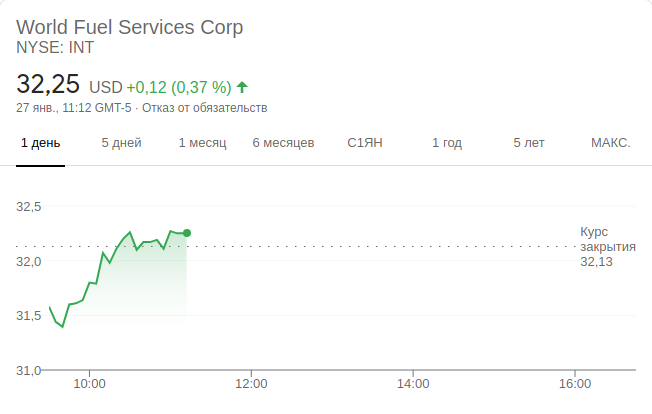 World Fuel Services Corp
NYSE: INT
32,25 USD +0,12 (0,37 %)
27 янв., 11:12 GMT-5 · Отказ от обязательств
1 день 5 дней 1 месяц 6 месяцев С1ЯН 1 год 5 лет МАКС.
32,5
Курс
закрытия
32,13
32,0
31,5
31,0
10:00 12:00 14:00 16:00